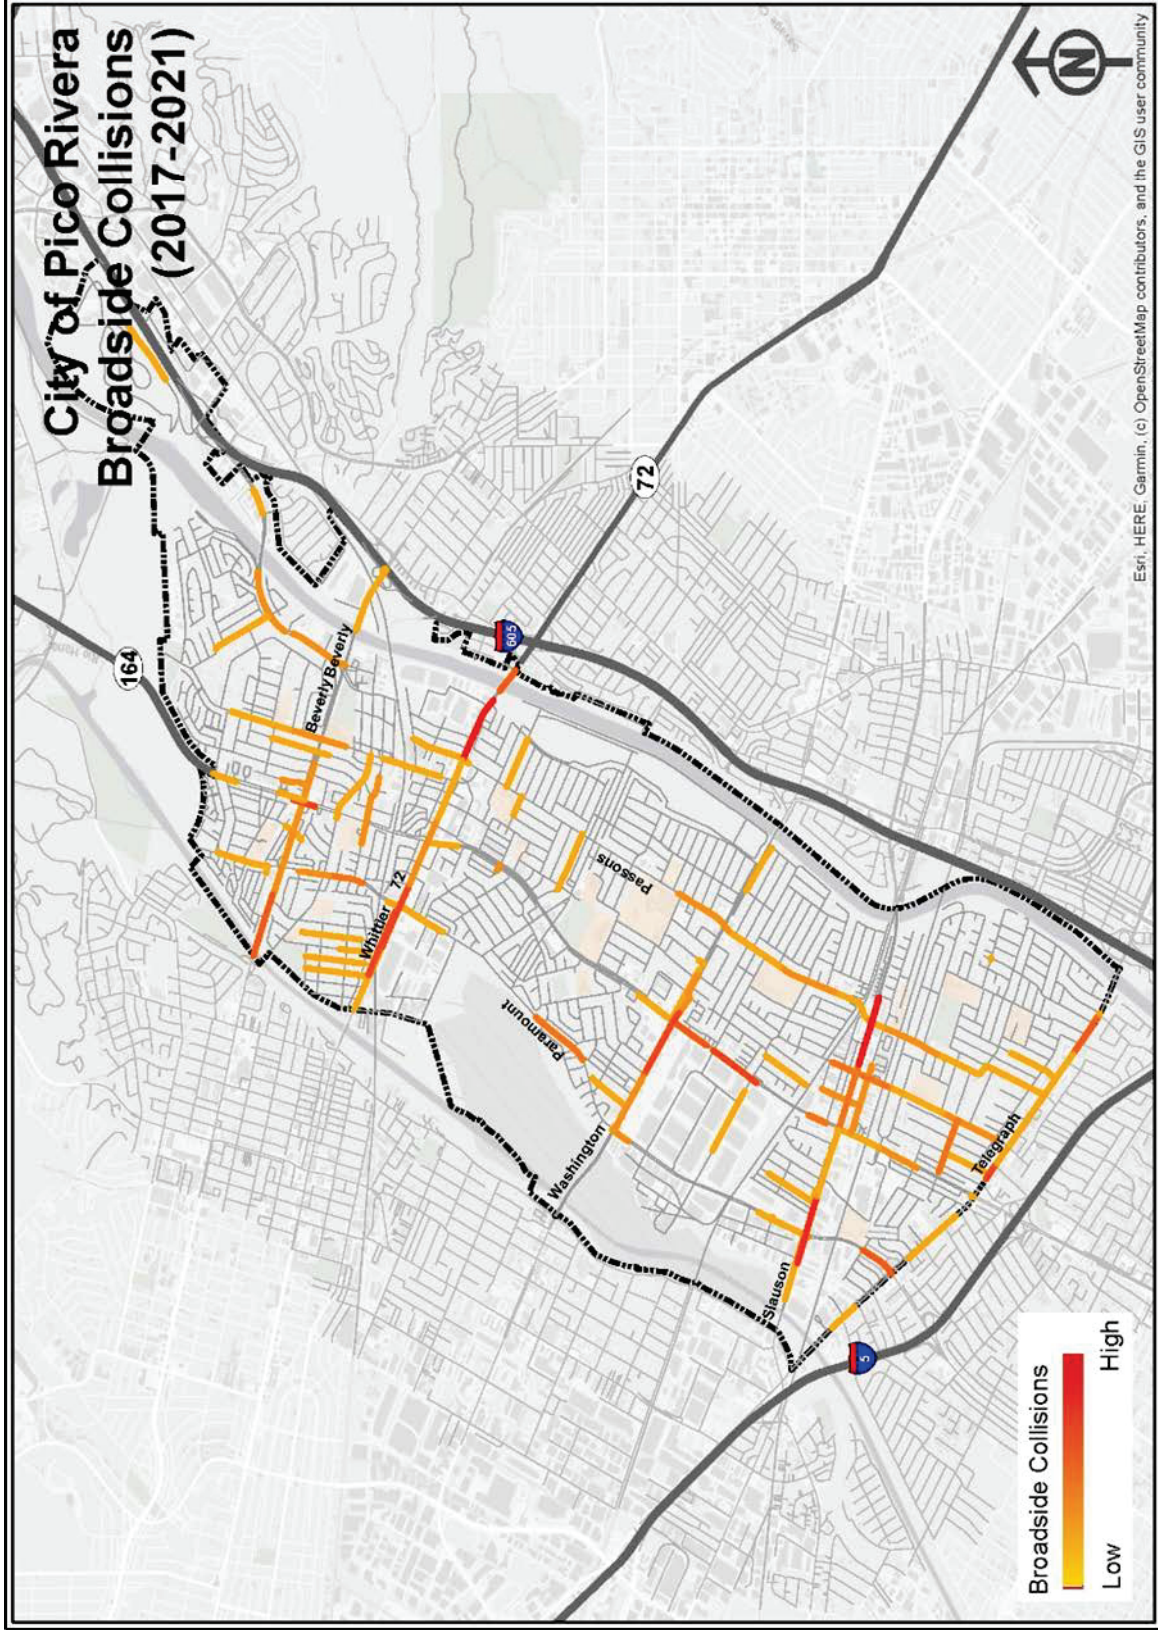 City of Pico Rivera
Broadside Collisions
(2017-2021)
N
164
Beverly Beverly
605
72
Whittier 72
Passons
Paramount
Washington
Slauson
Telegraph
5
Broadside Collisions
Low High
Esri, HERE, Garmin, (c) OpenStreetMap contributors, and the GIS user community